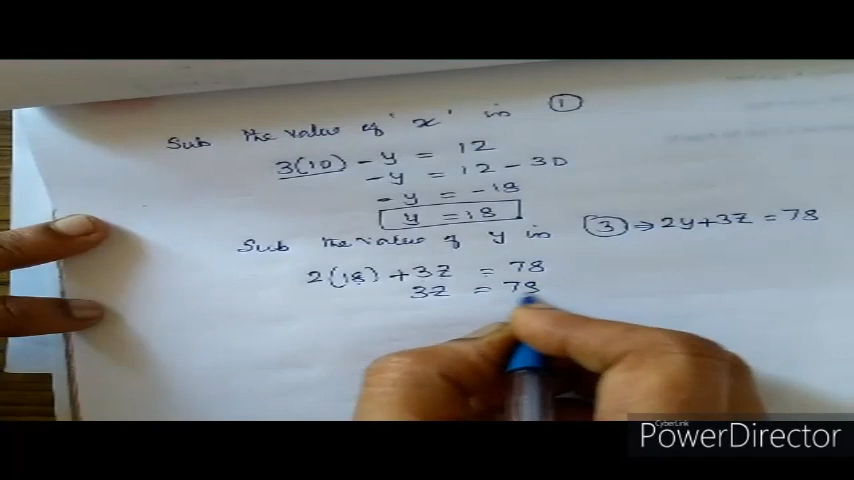 Sub the value of 'x' in ①
3(10) - y = 12
- y = 12 - 30
- y = -18
y = 18
Sub the value of y in ③ ⇒ 2y+3z = 78
2(18) + 3z = 78
3z = 78
CyberLink
PowerDirector